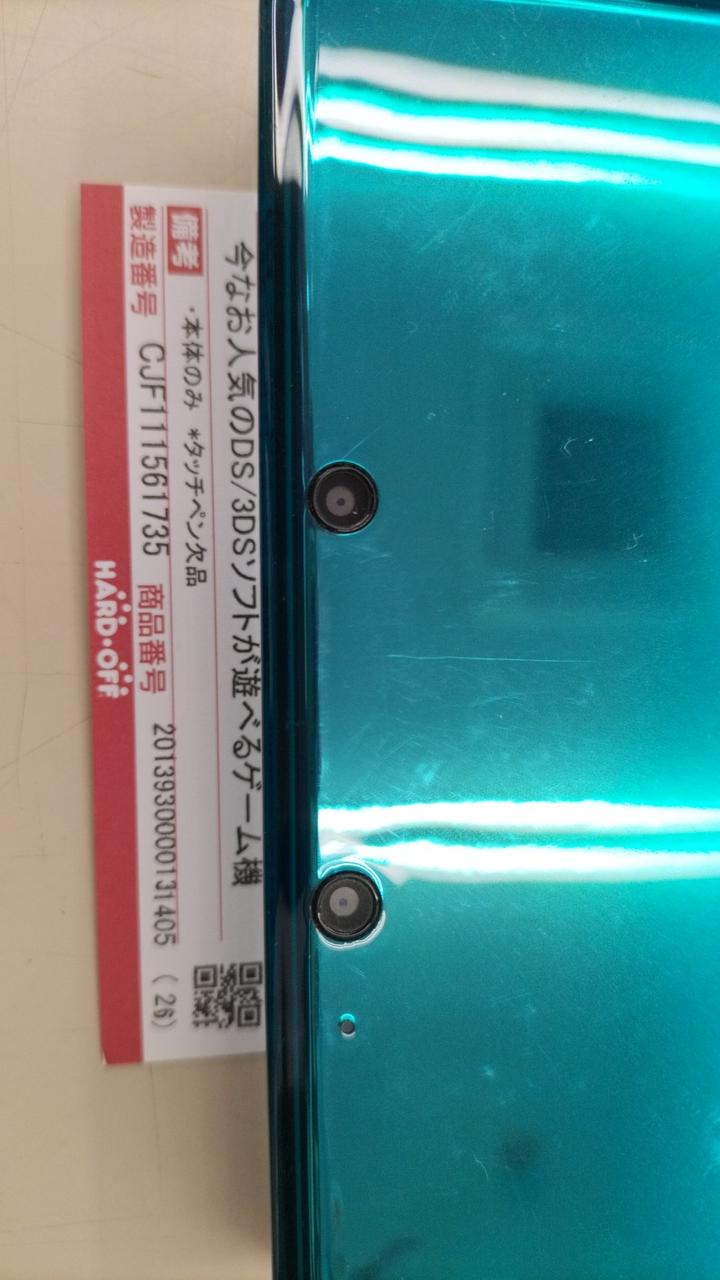 今なお人気のDS/3DSソフトが遊べるゲーム機
備考
・本体のみ *タッチペン欠品
製造番号 CJF111561735 商品番号 2013930000131405 (26)
HARD・OFF